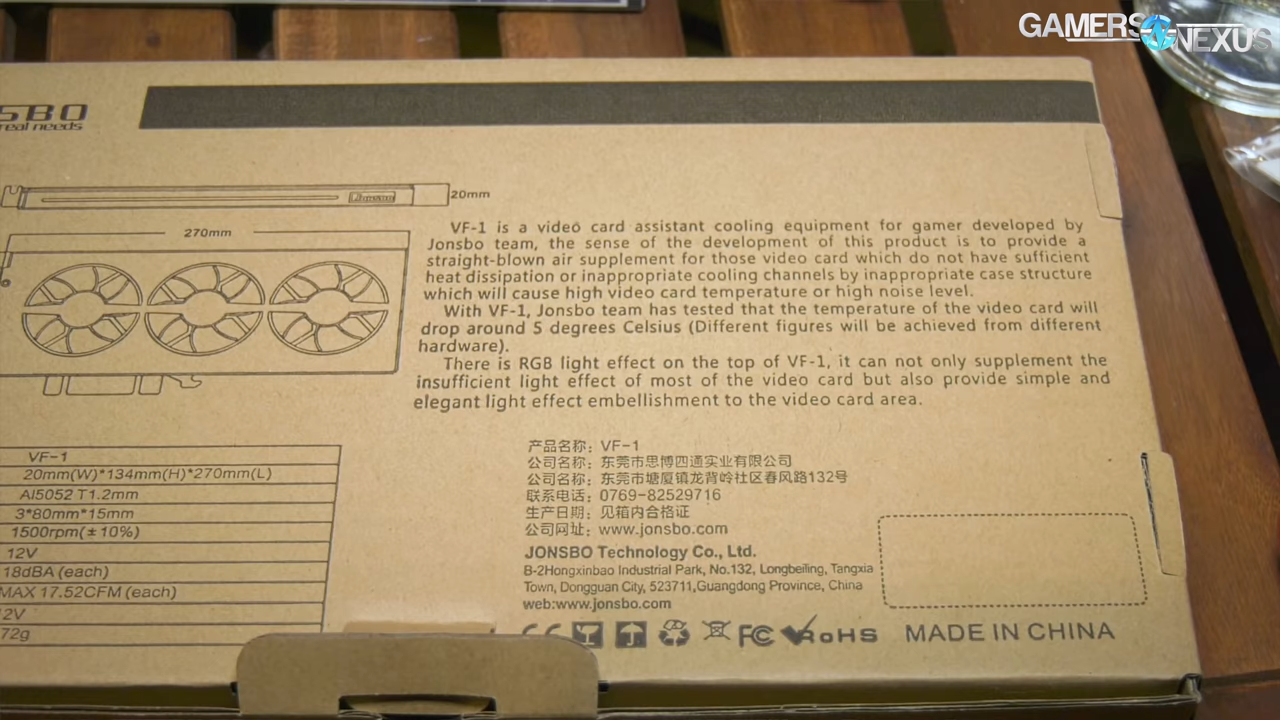 GAMERS NEXUS
SBO
real needs
Jonsbo
20mm
270mm
VF-1 is a video card assistant cooling equipment for gamer developed by
Jonsbo team, the sense of the development of this product is to provide a
straight-blown air supplement for those video card which do not have sufficient
heat dissipation or inappropriate cooling channels by inappropriate case structure
which will cause high video card temperature or high noise level.
With VF-1, Jonsbo team has tested that the temperature of the video card will
drop around 5 degrees Celsius (Different figures will be achieved from different
hardware).
There is RGB light effect on the top of VF-1, it can not only supplement the
insufficient light effect of most of the video card but also provide simple and
elegant light effect embellishment to the video card area.
VF-1
20mm(W)*134mm(H)*270mm(L)
Al5052 T1.2mm
3*80mm*15mm
1500rpm(±10%)
12V
18dBA (each)
MAX 17.52CFM (each)
12V
72g
产品名称: VF-1
公司名称: 东莞市思博四通实业有限公司
公司名称: 东莞市塘厦镇龙背岭社区春风路132号
联系电话: 0769-82529716
生产日期: 见箱内合格证
公司网址: www.jonsbo.com
JONSBO Technology Co., Ltd.
B-2Hongxinbao Industrial Park, No.132, Longbeiling, Tangxia
Town, Dongguan City, 523711,Guangdong Province, China
web:www.jonsbo.com
CE FC RoHS MADE IN CHINA